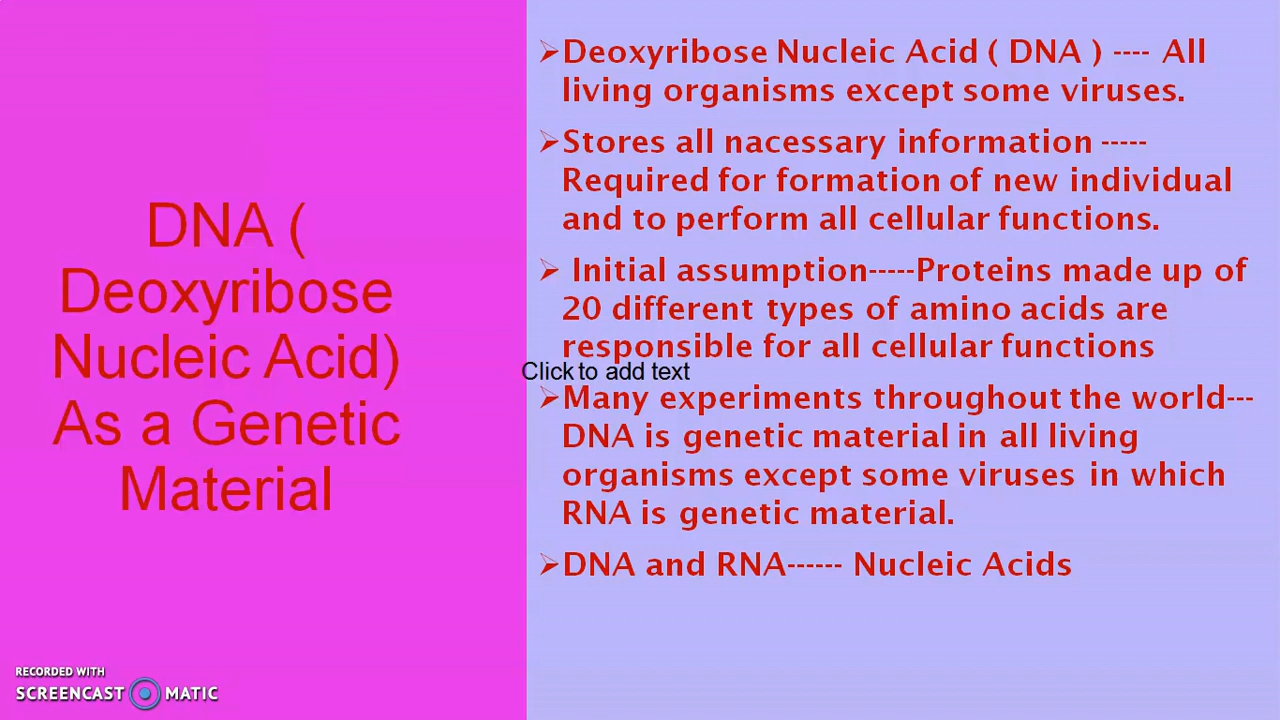 DNA (
Deoxyribose
Nucleic Acid)
As a Genetic
Material
➢Deoxyribose Nucleic Acid ( DNA ) ---- All
living organisms except some viruses.
➢Stores all nacessary information -----
Required for formation of new individual
and to perform all cellular functions.
➢ Initial assumption-----Proteins made up of
20 different types of amino acids are
responsible for all cellular functions
Click to add text
➢Many experiments throughout the world---
DNA is genetic material in all living
organisms except some viruses in which
RNA is genetic material.
➢DNA and RNA------ Nucleic Acids
RECORDED WITH
SCREENCAST MATIC